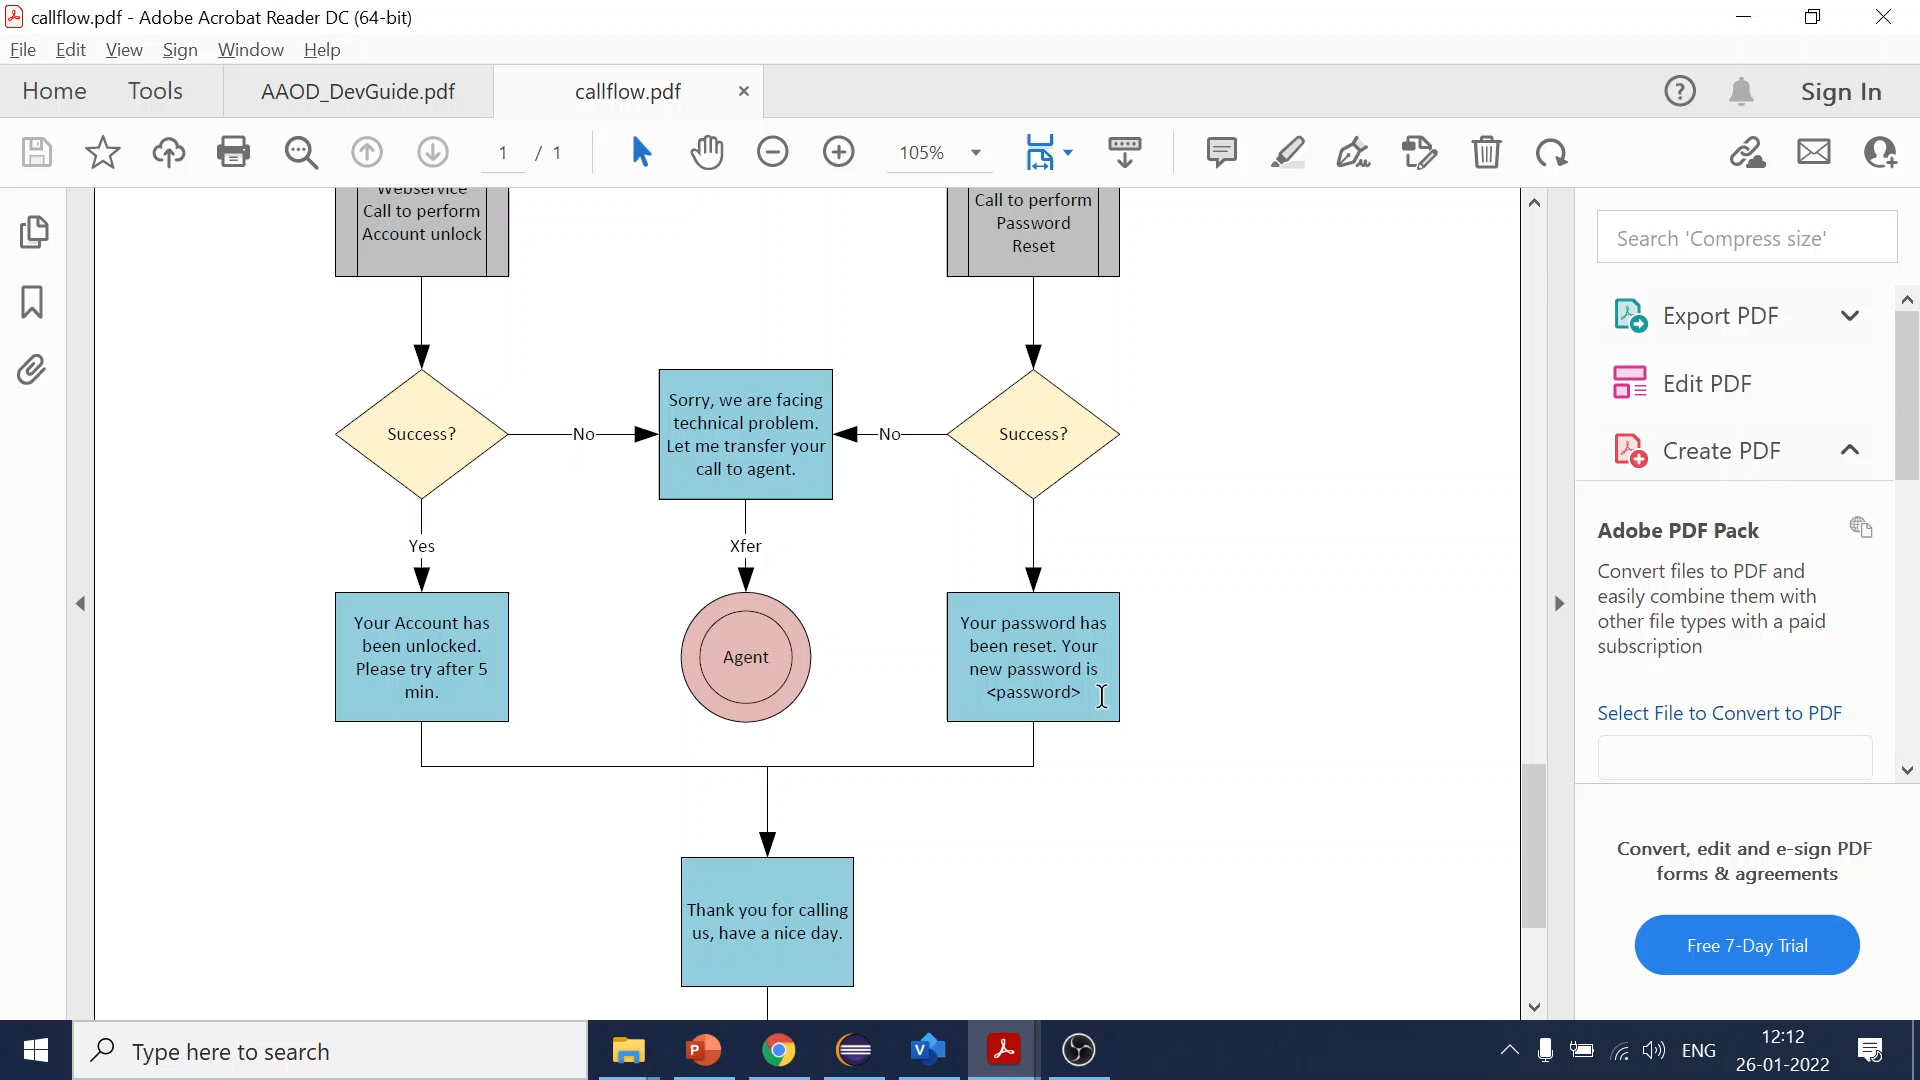 callflow.pdf - Adobe Acrobat Reader DC (64-bit)
File Edit View Sign Window Help
Home Tools AAOD_DevGuide.pdf callflow.pdf × Sign In
1 / 1 105%
Webservice
Call to perform
Account unlock
Call to perform
Password
Reset
Success?
No
Sorry, we are facing
technical problem.
Let me transfer your
call to agent.
No
Success?
Yes
Xfer
Your Account has
been unlocked.
Please try after 5
min.
Agent
Your password has
been reset. Your
new password is
<password>
Thank you for calling
us, have a nice day.
Search 'Compress size'
Export PDF
Edit PDF
Create PDF
Adobe PDF Pack
Convert files to PDF and
easily combine them with
other file types with a paid
subscription
Select File to Convert to PDF
Convert, edit and e-sign PDF
forms & agreements
Free 7-Day Trial
Type here to search
ENG
12:12
26-01-2022